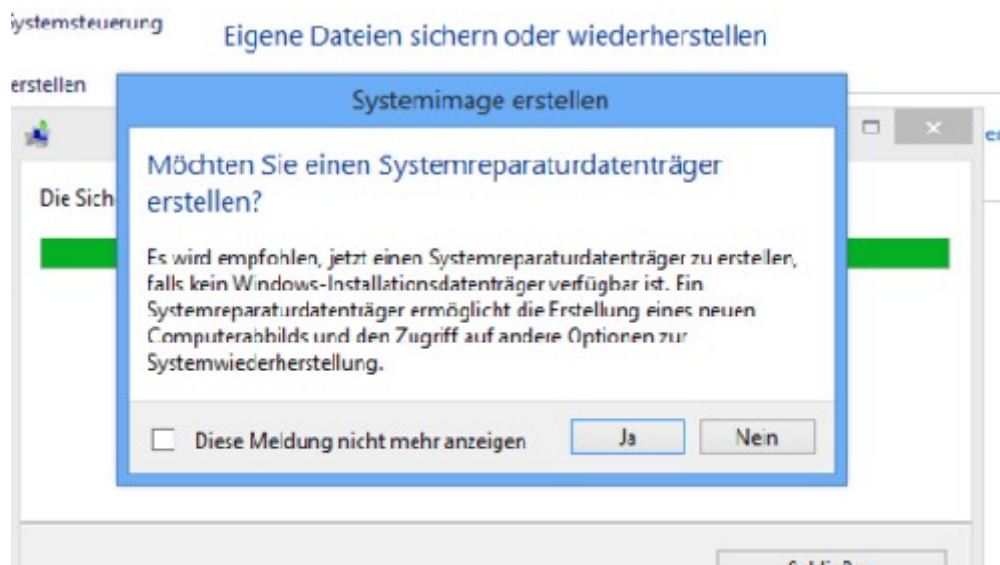 Systemsteuerung
Eigene Dateien sichern oder wiederherstellen
erstellen
Systemimage erstellen
Möchten Sie einen Systemreparaturdatenträger
erstellen?
Die Sich
Es wird empfohlen, jetzt einen Systemreparaturdatenträger zu erstellen,
falls kein Windows-Installationsdatenträger verfügbar ist. Ein
Systemreparaturdatenträger ermöglicht die Erstellung eines neuen
Computerabbilds und den Zugriff auf andere Optionen zur
Systemwiederherstellung.
Diese Meldung nicht mehr anzeigen
Ja
Nein